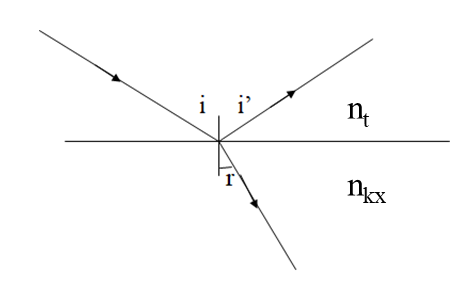 i i’
n_t
r
n_kx